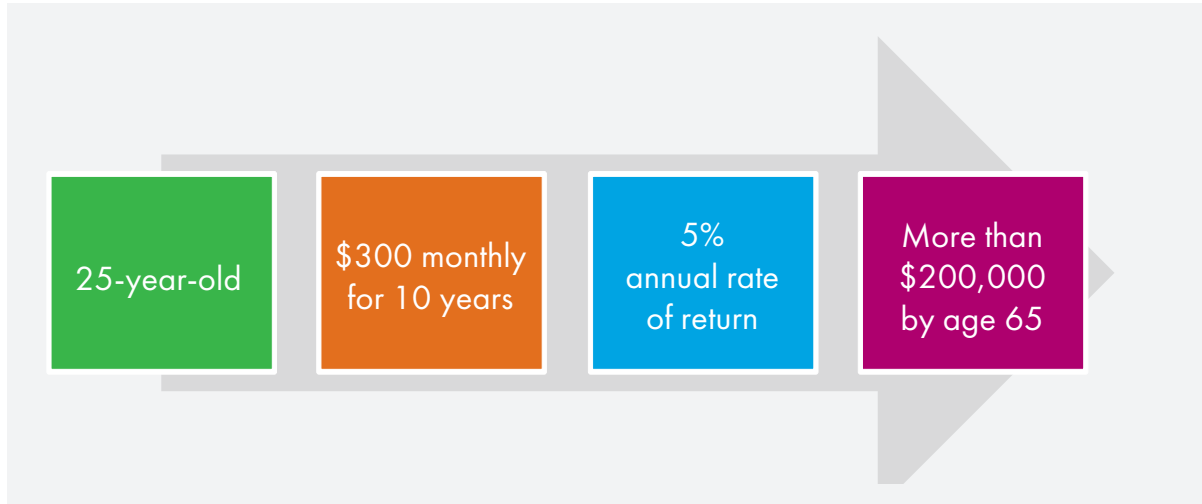 25-year-old
$300 monthly
for 10 years
5%
annual rate
of return
More than
$200,000
by age 65